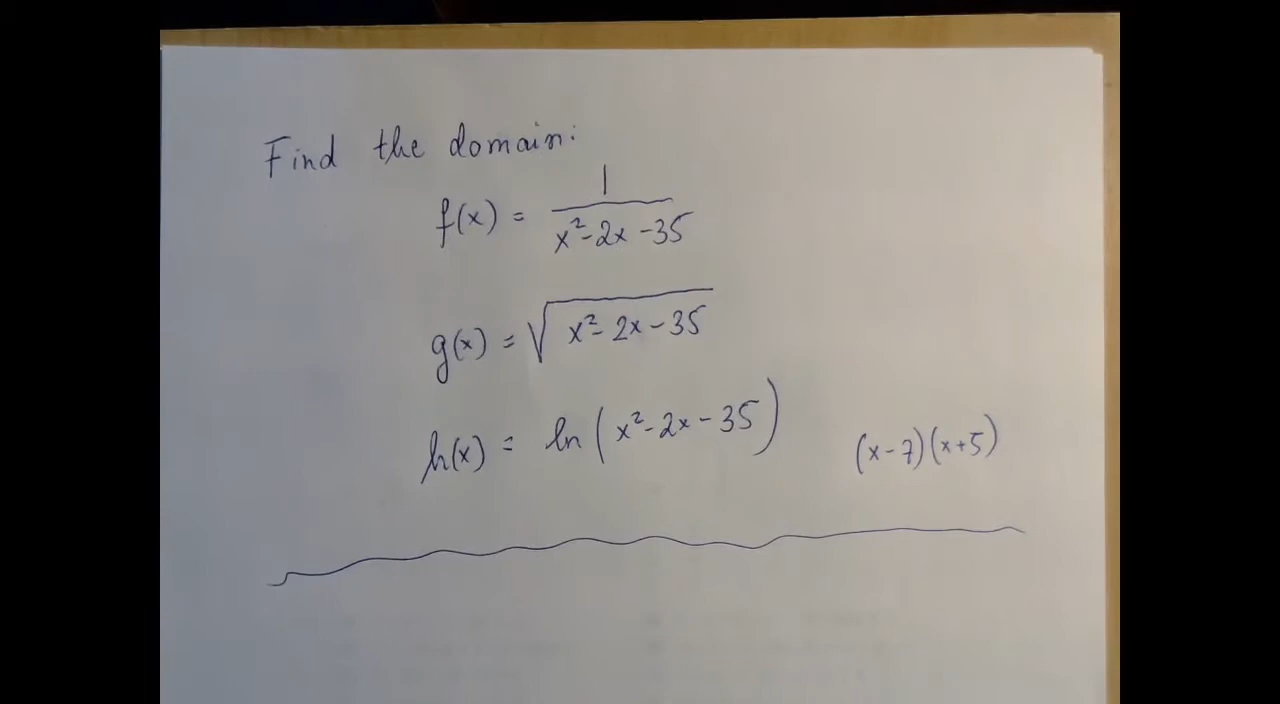 Find the domain:
f(x) = 1/(x²-2x-35)
g(x) = √(x²-2x-35)
h(x) = ln(x²-2x-35)
(x-7)(x+5)